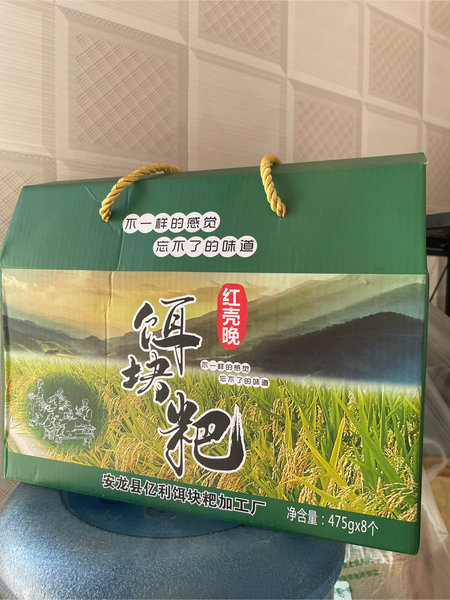 不一样的感觉
忘不了的味道
红壳晚
饵块粑
不一样的感觉
忘不了的味道
安龙县亿利饵块粑加工厂
净含量：475gx8个